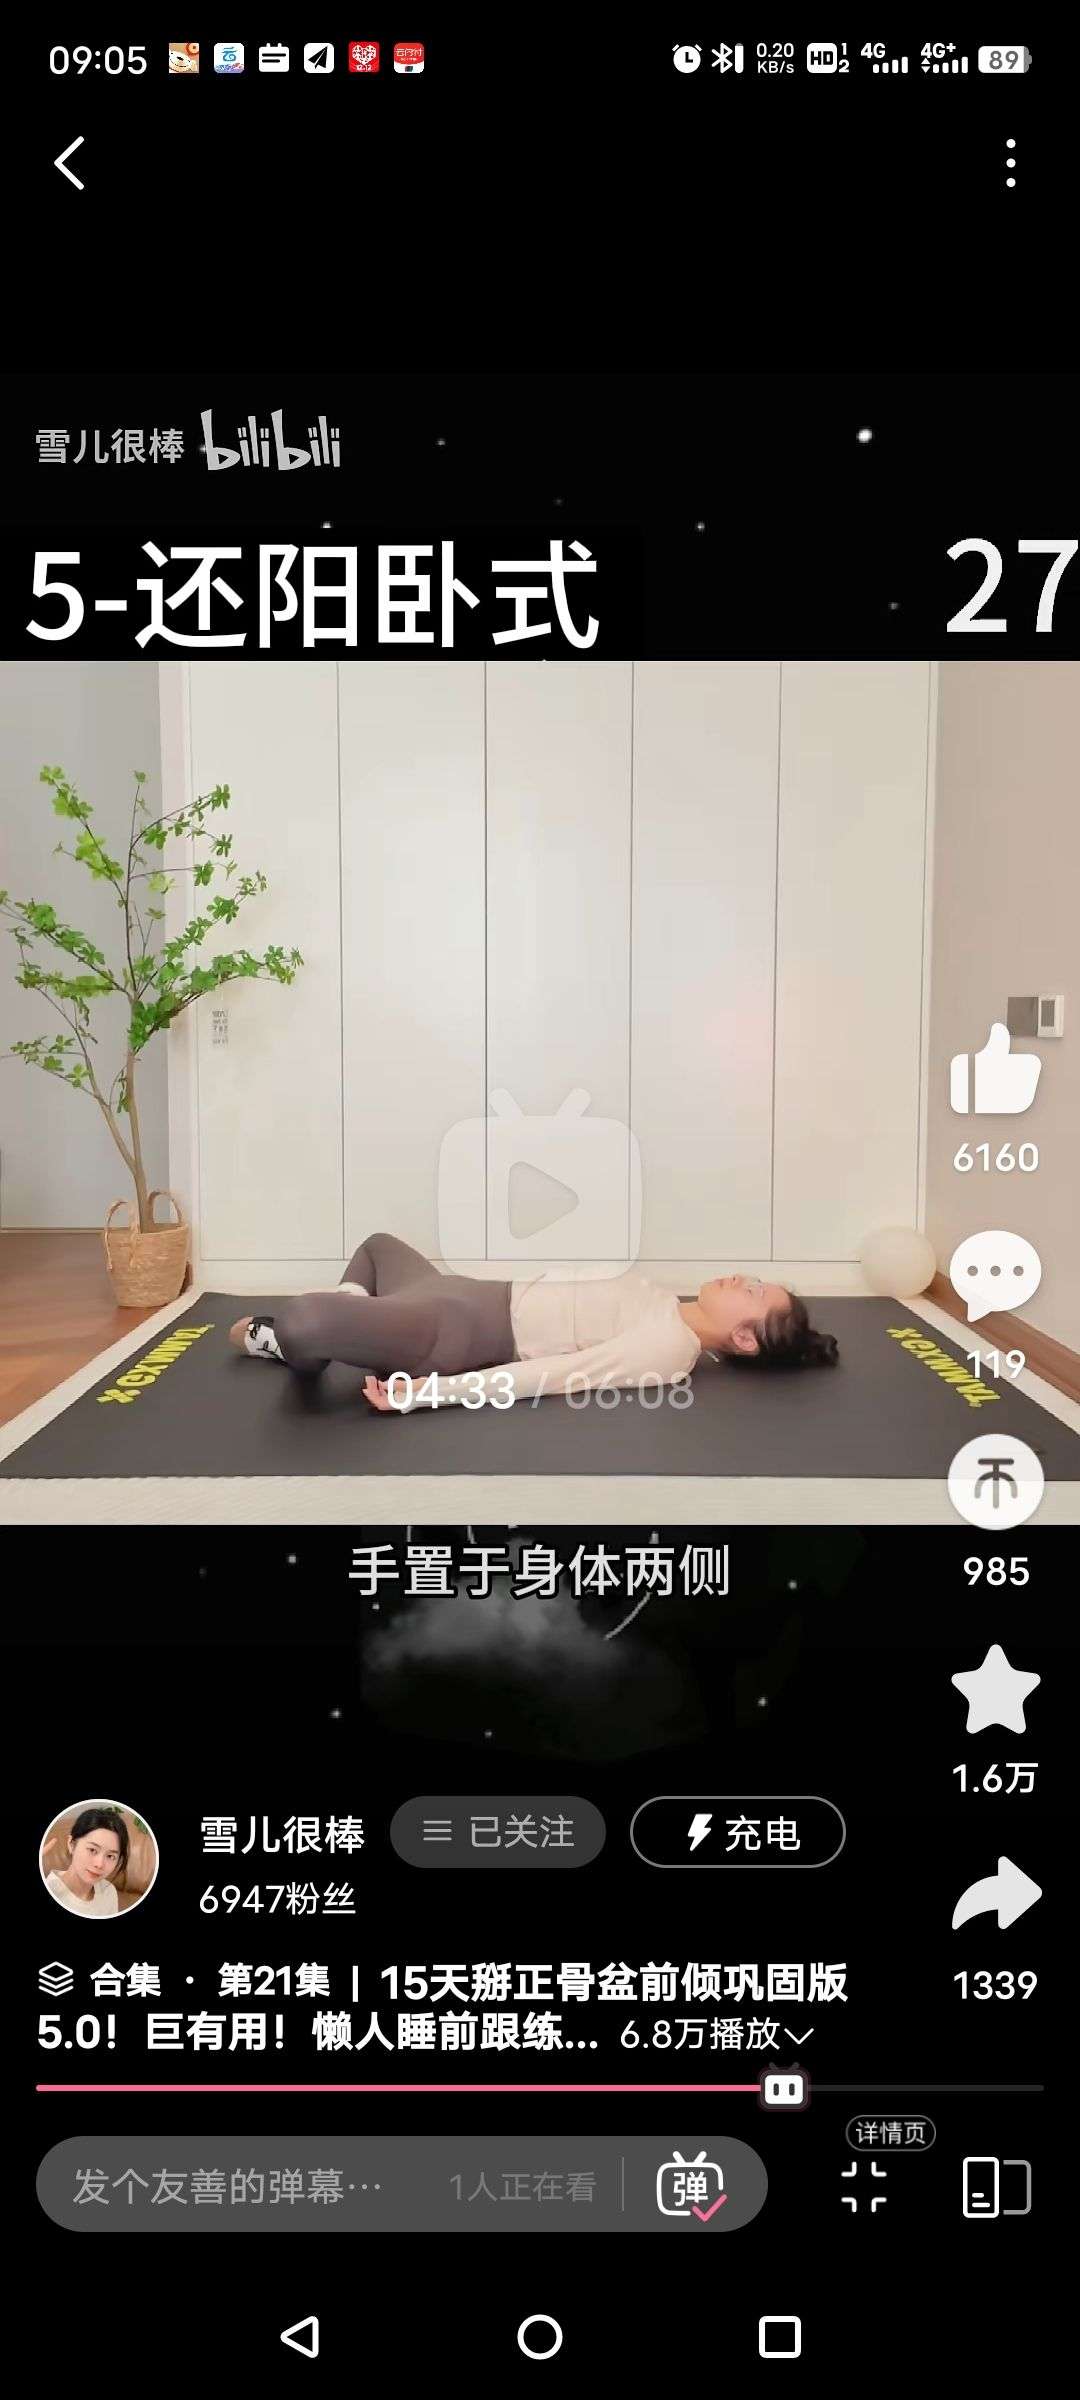 09:05
0.20 KB/s HD 1 2 4G 4G+ 89
雪儿很棒 bilibili
5-还阳卧式
27
6160
TAMMXe
eXMMAT
119
04:33 / 06:08
币
985
手置于身体两侧
1.6万
雪儿很棒 已关注 充电
6947粉丝
1339
合集 · 第21集 | 15天掰正骨盆前倾巩固版
5.0！巨有用！懒人睡前跟练... 6.8万播放
详情页
发个友善的弹幕… 1人正在看 弹